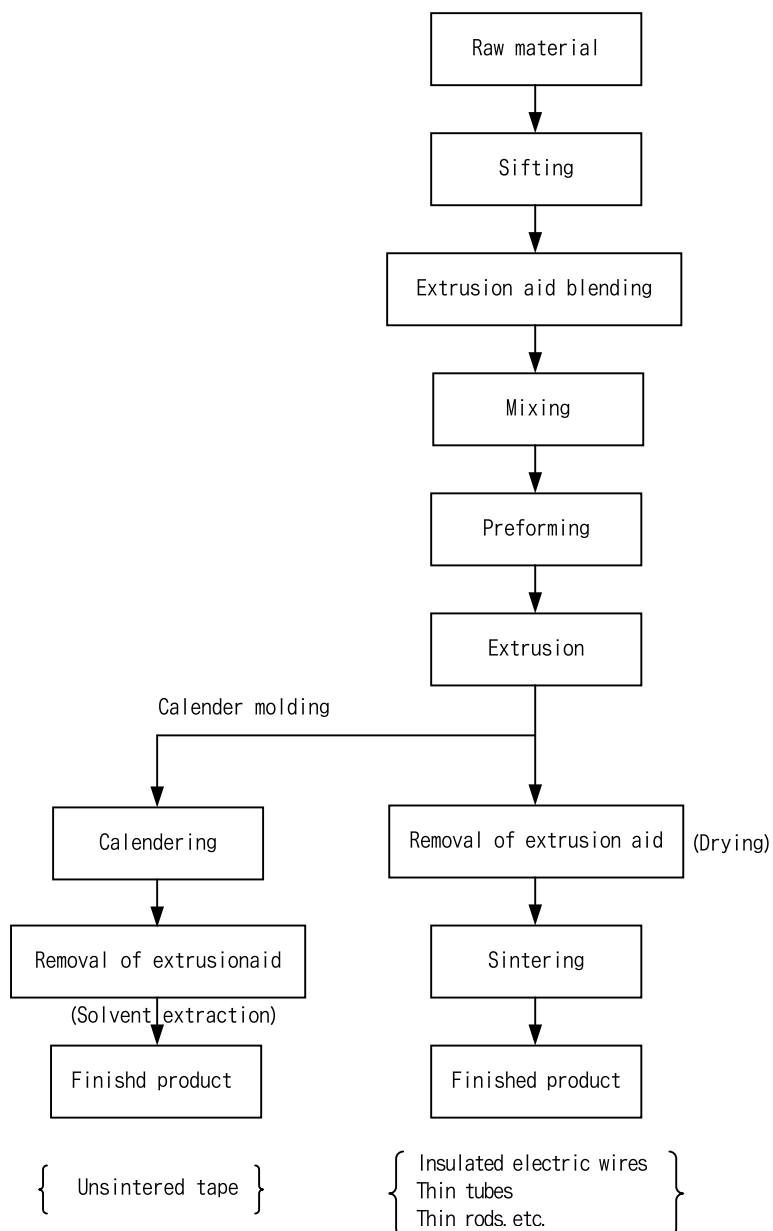 Raw material
Sifting
Extrusion aid blending
Mixing
Preforming
Extrusion
Calender molding
Calendering
Removal of extrusion aid (Drying)
Removal of extrusionaid
Sintering
(Solvent extraction)
Finishd product
Finished product
Unsintered tape
Insulated electric wires
Thin tubes
Thin rods.etc.